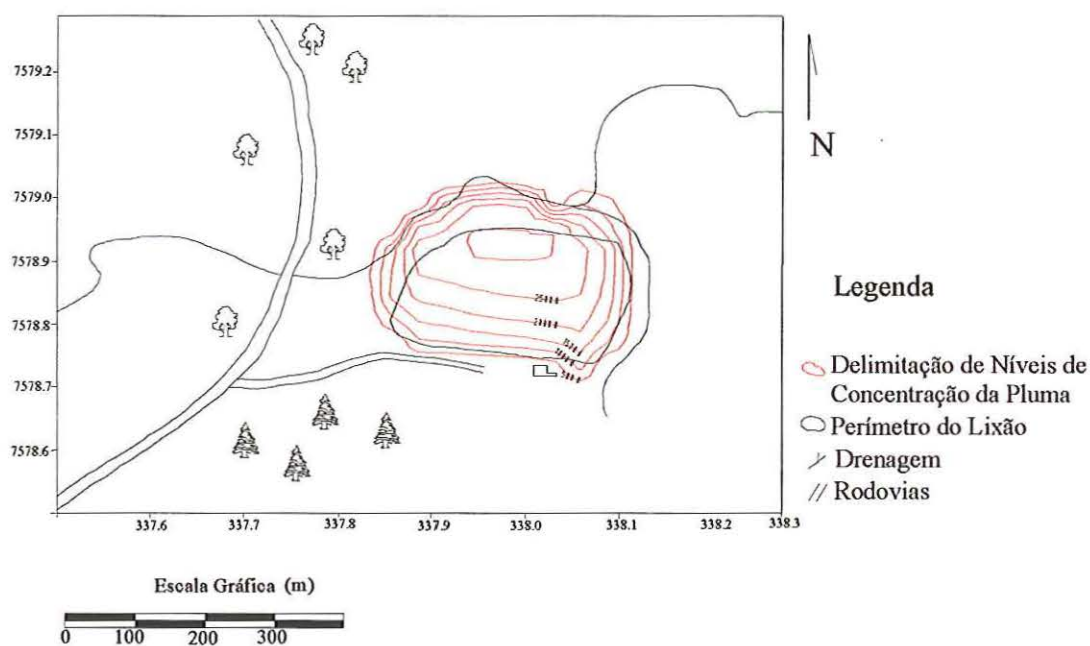 7579.2
7579.1
7579.0
7578.9
7578.8
7578.7
7578.6
337.6 337.7 337.8 337.9 338.0 338.1 338.2 338.3
N
Legenda
Delimitação de Níveis de
Concentração da Pluma
Perímetro do Lixão
Drenagem
Rodovias
Escala Gráfica (m)
0 100 200 300